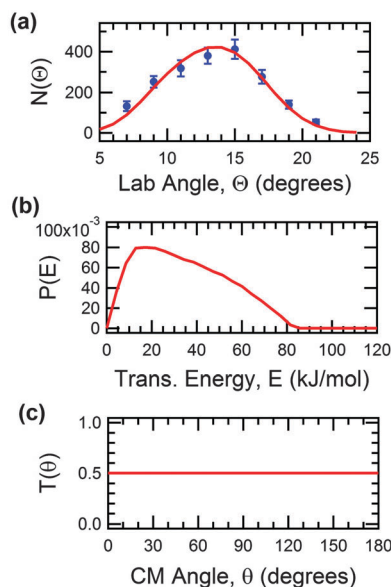 (a)
N(Θ)
400
200
0
5 10 15 20 25
Lab Angle, Θ (degrees)
(b)
P(E)
100x10⁻³
80
60
40
20
0
0 20 40 60 80 100 120
Trans. Energy, E (kJ/mol)
(c)
T(θ)
1.0
0.5
0.0
0 30 60 90 120 150 180
CM Angle, θ (degrees)